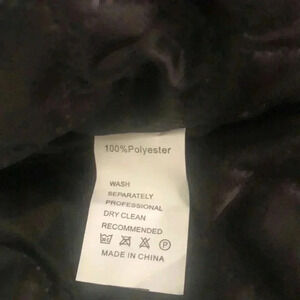 100%Polyester
WASH
SEPARATELY
PROFESSIONAL
DRY CLEAN
RECOMMENDED
P
MADE IN CHINA